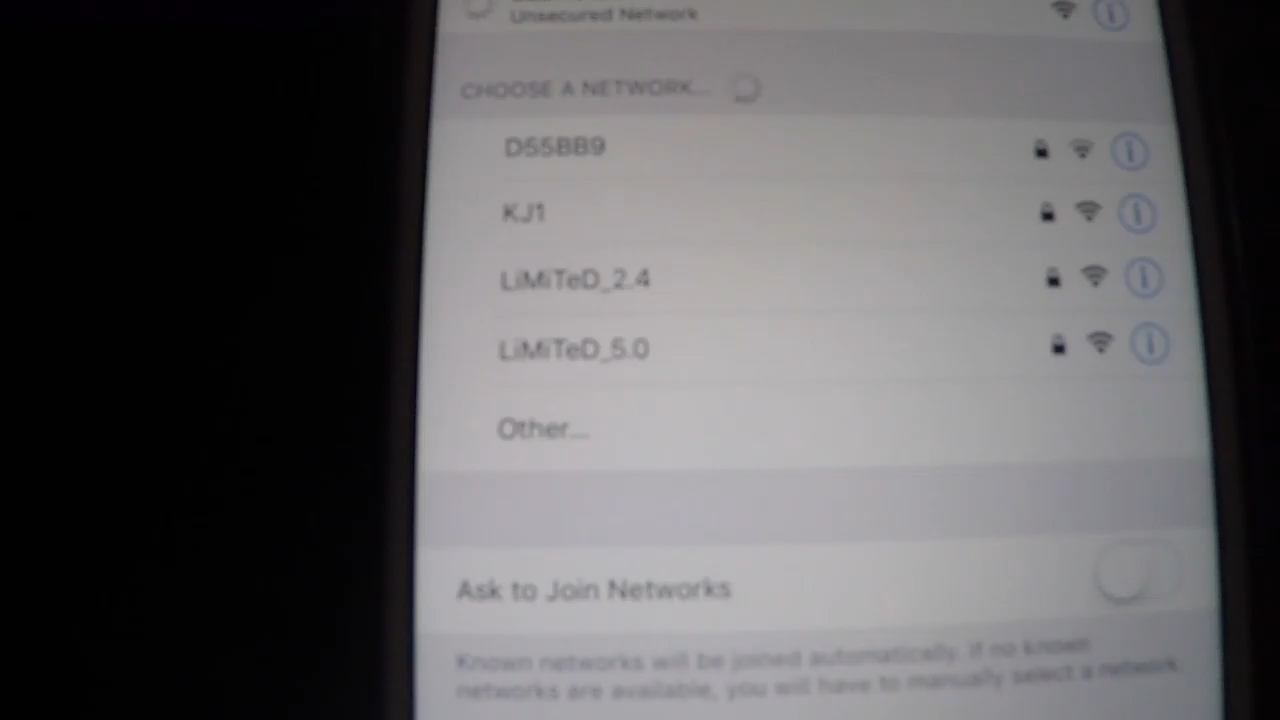 Unsecured Network
CHOOSE A NETWORK...
D55BB9
KJ1
LiMiTeD_2.4
LiMiTeD_5.0
Other...
Ask to Join Networks
Known networks will be joined automatically. If no known
networks are available, you will have to manually select a network.